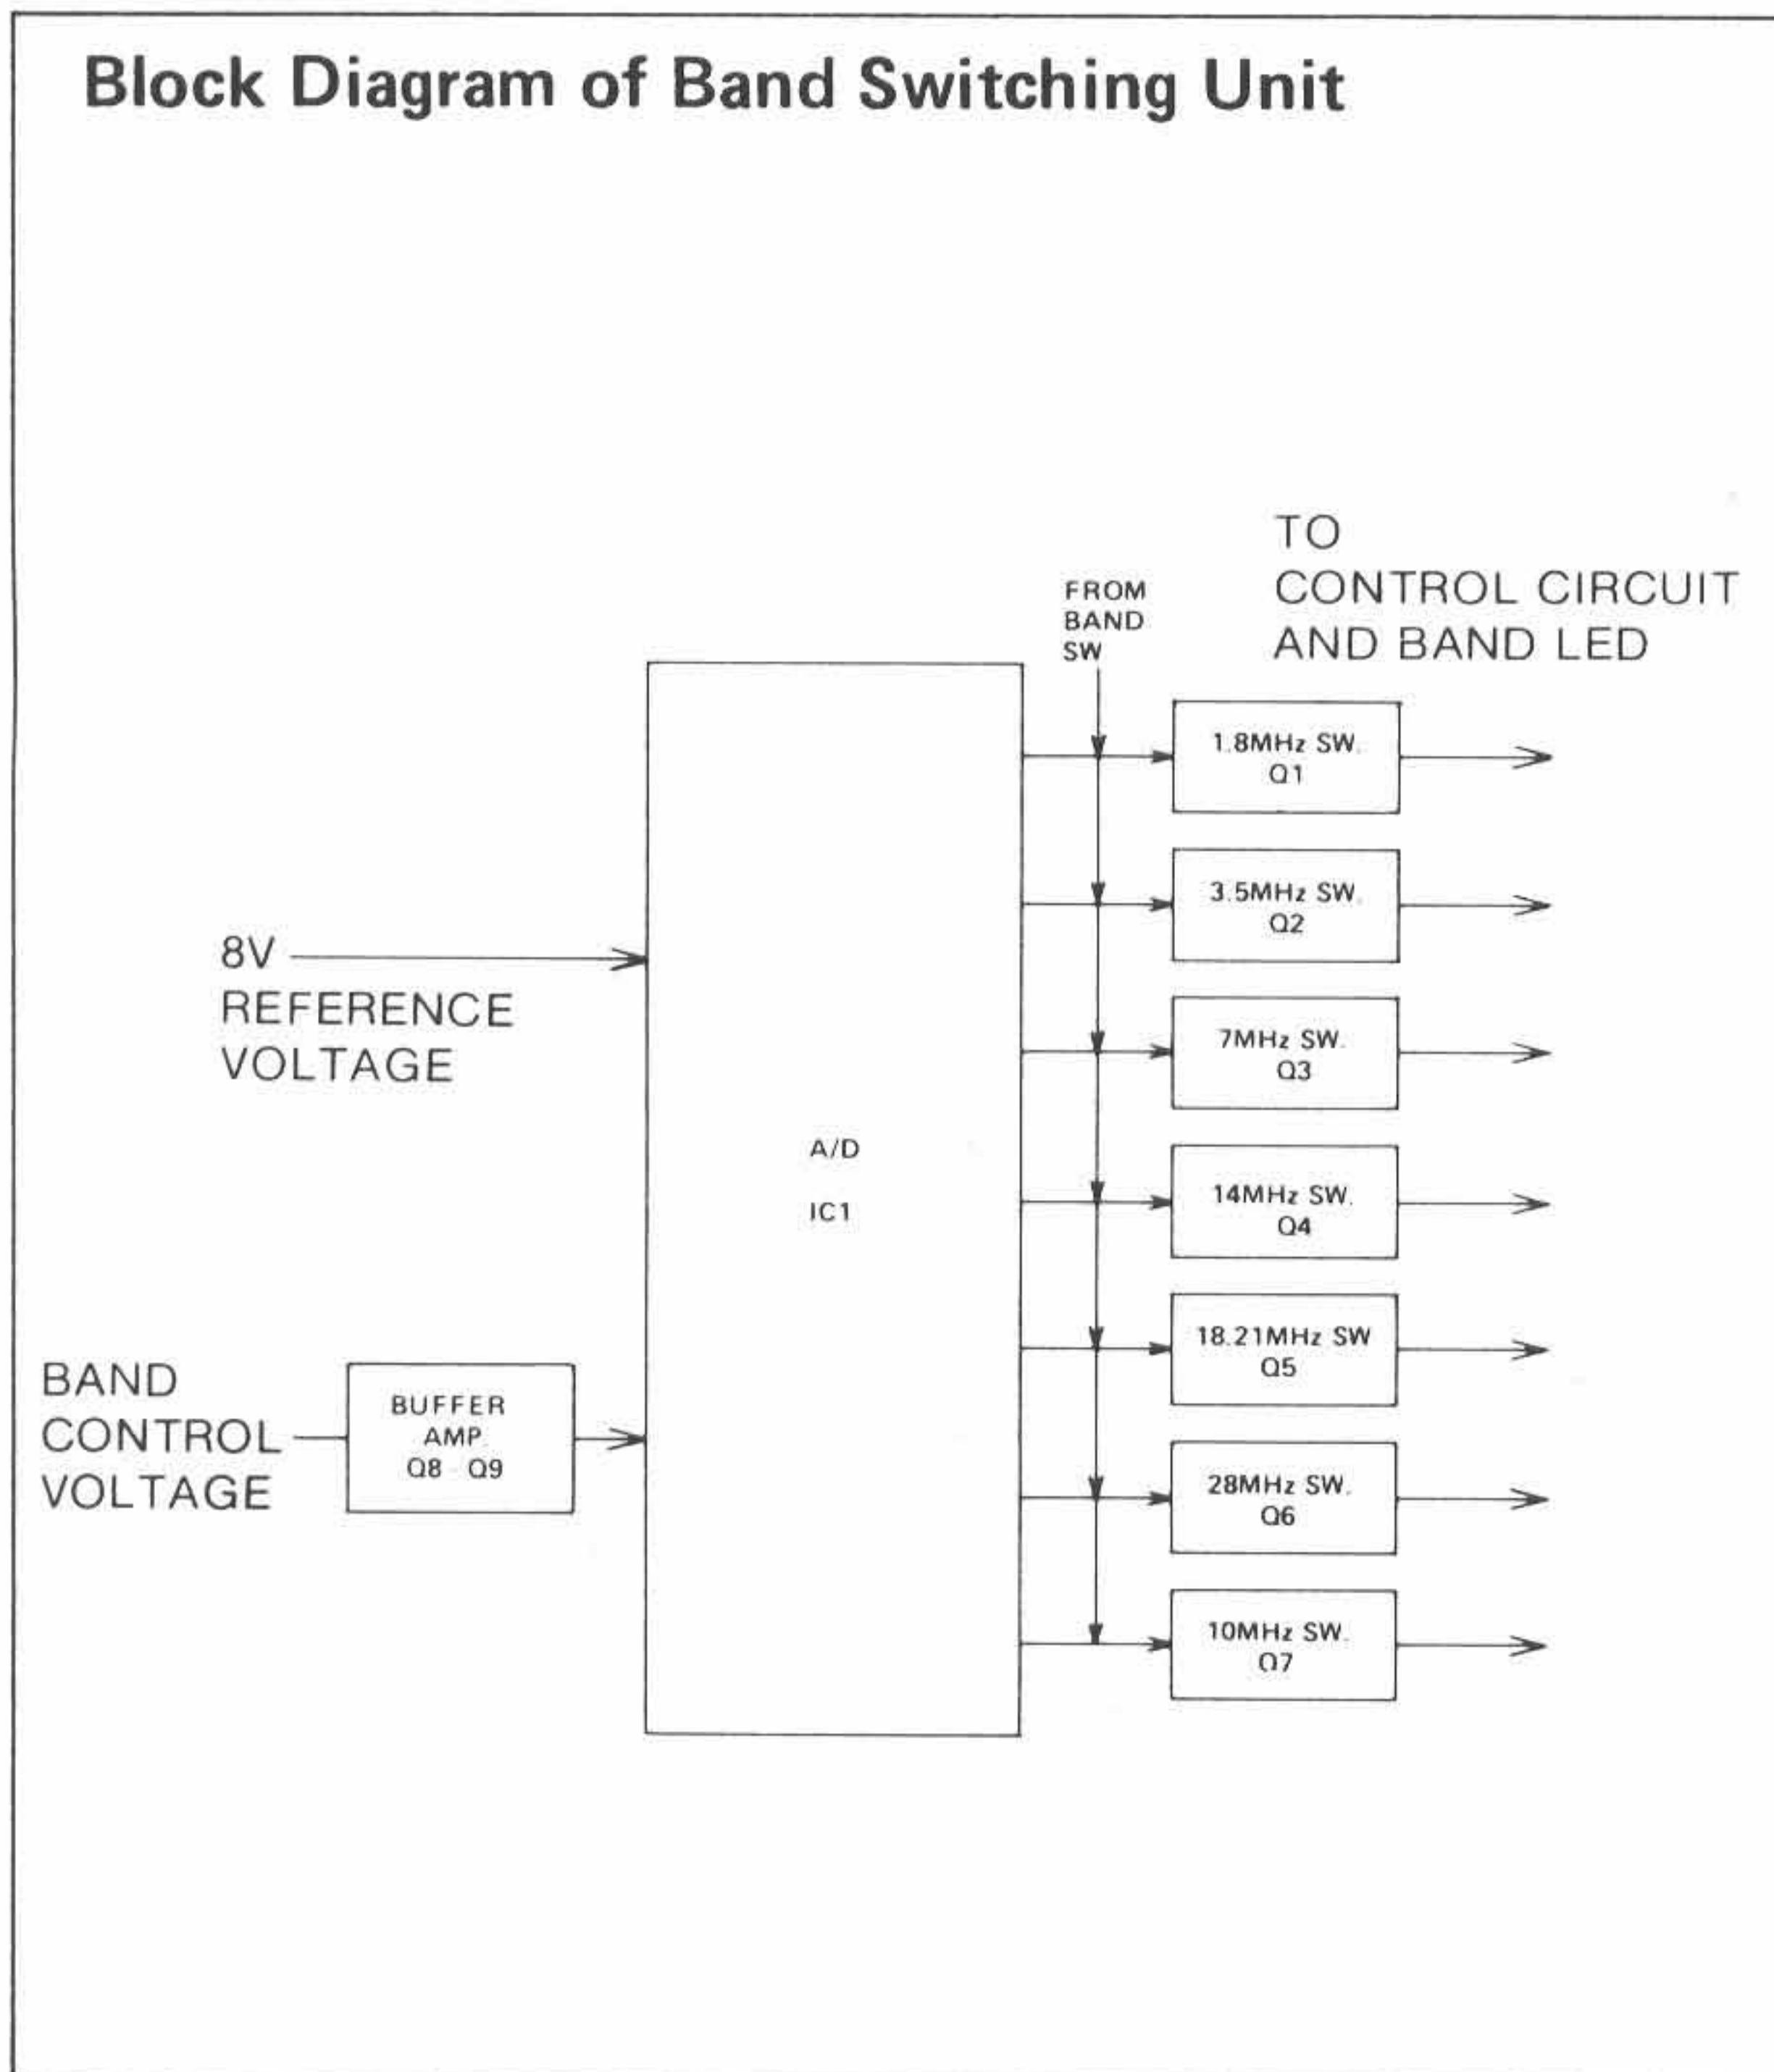 Block Diagram of Band Switching Unit
TO
CONTROL CIRCUIT
AND BAND LED
FROM
BAND
SW
1.8MHz SW.
Q1
3.5MHz SW.
Q2
8V
REFERENCE
VOLTAGE
7MHz SW.
Q3
A/D
IC1
14MHz SW.
Q4
18.21MHz SW
Q5
BAND
CONTROL
VOLTAGE
BUFFER
AMP.
Q8 - Q9
28MHz SW.
Q6
10MHz SW.
Q7